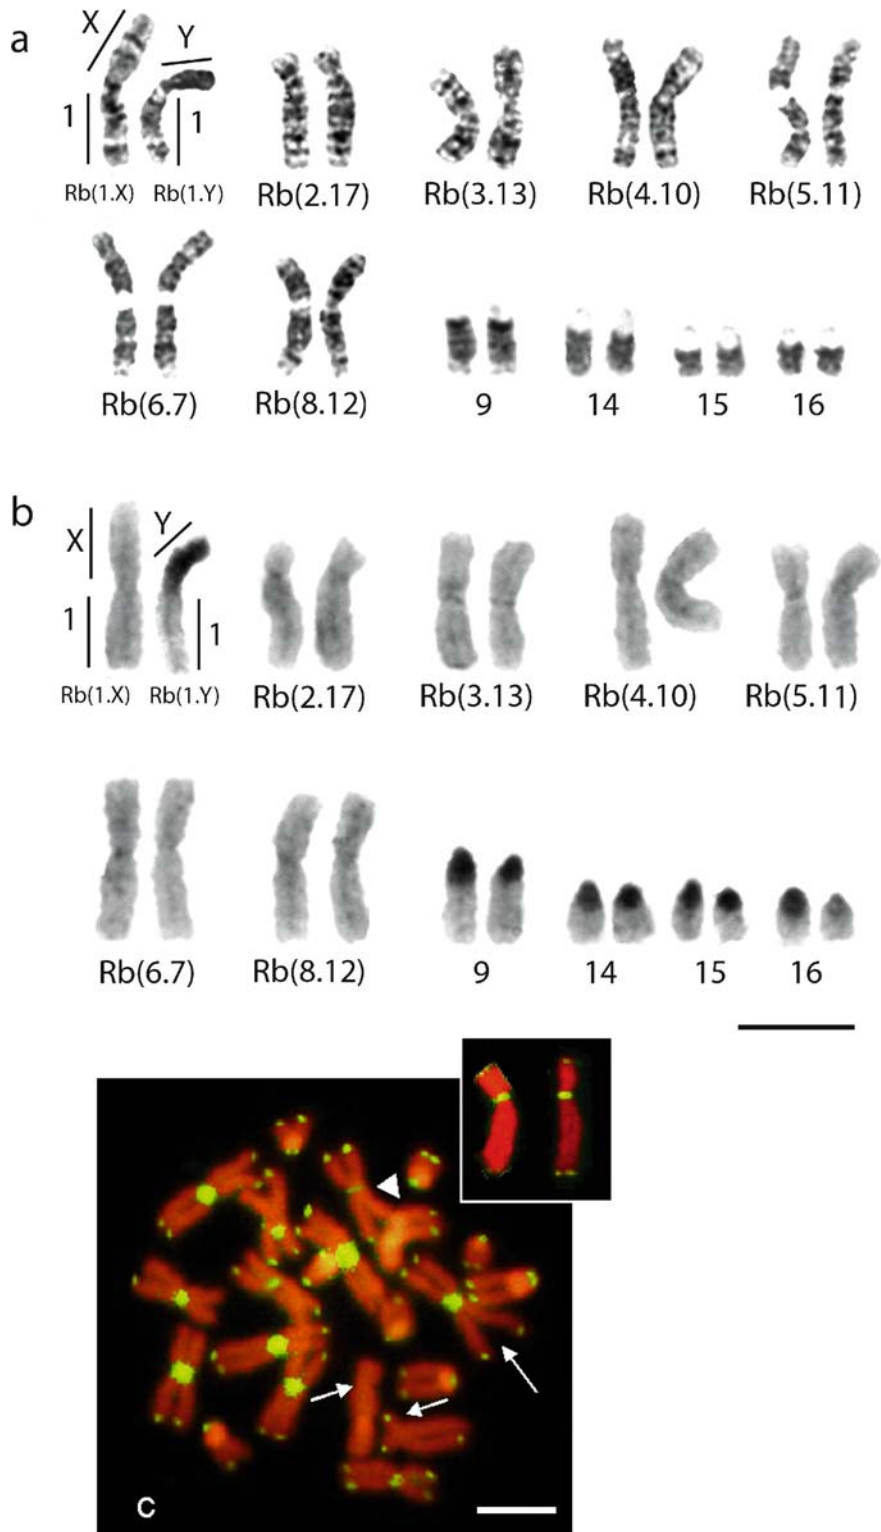 a
X
Y
1
1
Rb(1.X) Rb(1.Y) Rb(2.17) Rb(3.13) Rb(4.10) Rb(5.11)
Rb(6.7) Rb(8.12) 9 14 15 16
b
X
Y
1
1
Rb(1.X) Rb(1.Y) Rb(2.17) Rb(3.13) Rb(4.10) Rb(5.11)
Rb(6.7) Rb(8.12) 9 14 15 16
c